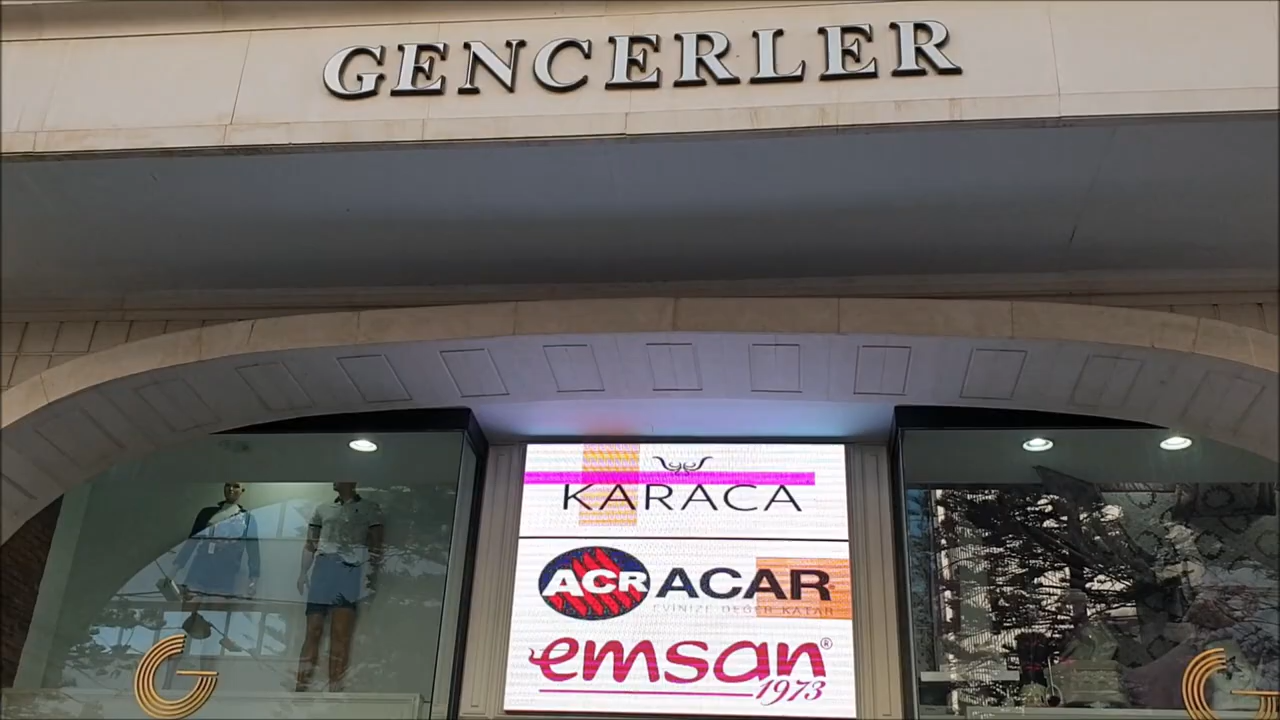 GENCERLER
KARACA
ACR ACAR
EVİNİZE DEĞER KATAR
emsan®
1973
G
G